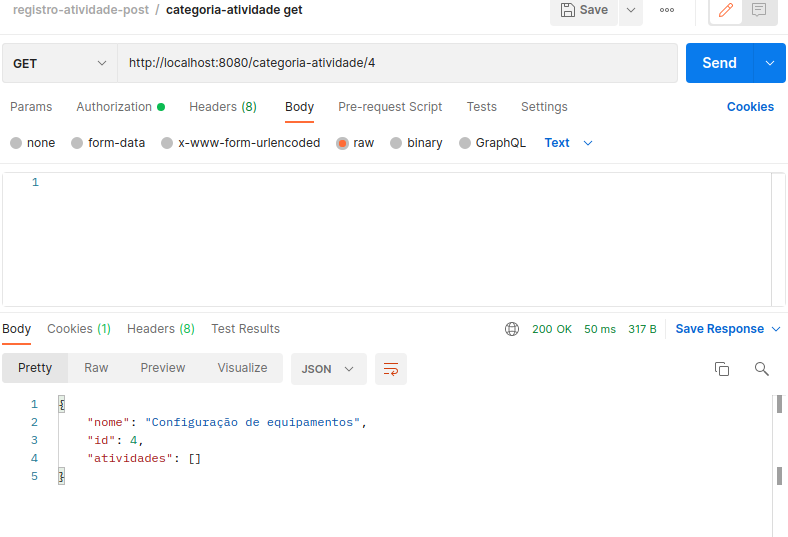 registro-atividade-post / categoria-atividade get Save ooo
GET http://localhost:8080/categoria-atividade/4 Send
Params Authorization Headers (8) Body Pre-request Script Tests Settings Cookies
none form-data x-www-form-urlencoded raw binary GraphQL Text
1
Body Cookies (1) Headers (8) Test Results 200 OK 50 ms 317 B Save Response
Pretty Raw Preview Visualize JSON
1 {
2 "nome": "Configuração de equipamentos",
3 "id": 4,
4 "atividades": []
5 }